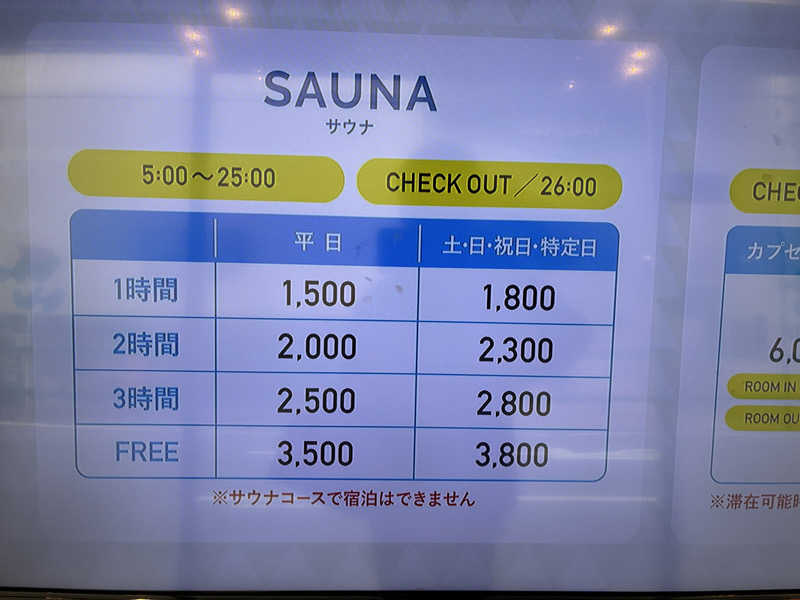 SAUNA
サウナ
5:00～25:00
CHECK OUT／26:00
平日 土・日・祝日・特定日
1時間 1,500 1,800
2時間 2,000 2,300
3時間 2,500 2,800
FREE 3,500 3,800
※サウナコースで宿泊はできません
CHEC
カプセ
6,0
ROOM IN
ROOM OU
※滞在可能時